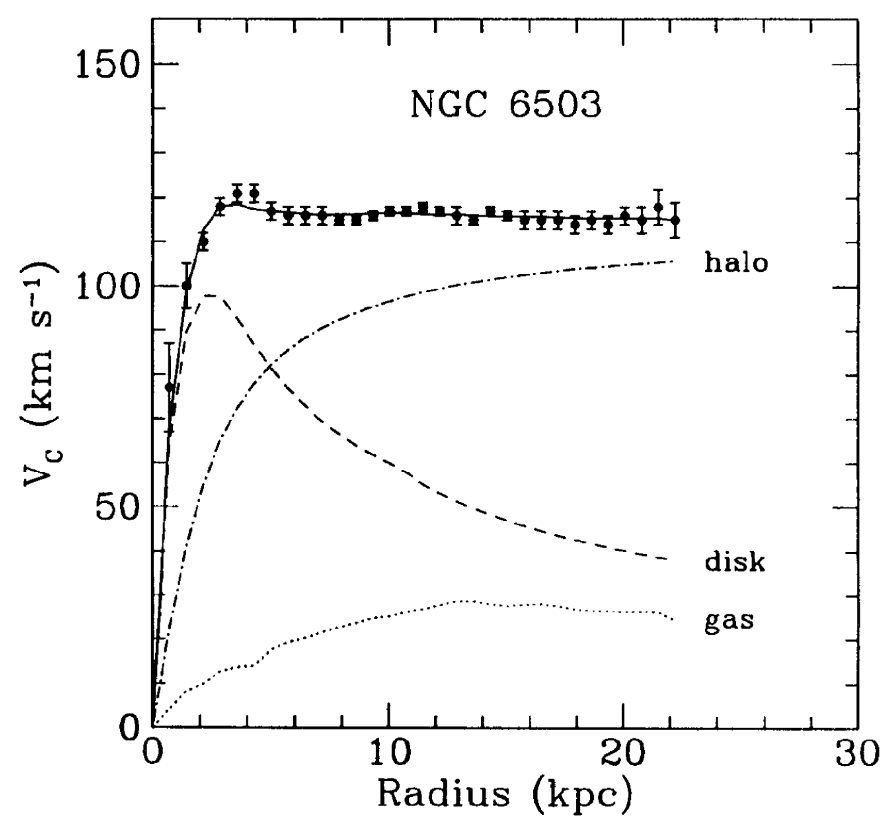 150
NGC 6503
halo
100
V_c (km s⁻¹)
50
disk
gas
0
0 10 20 30
Radius (kpc)